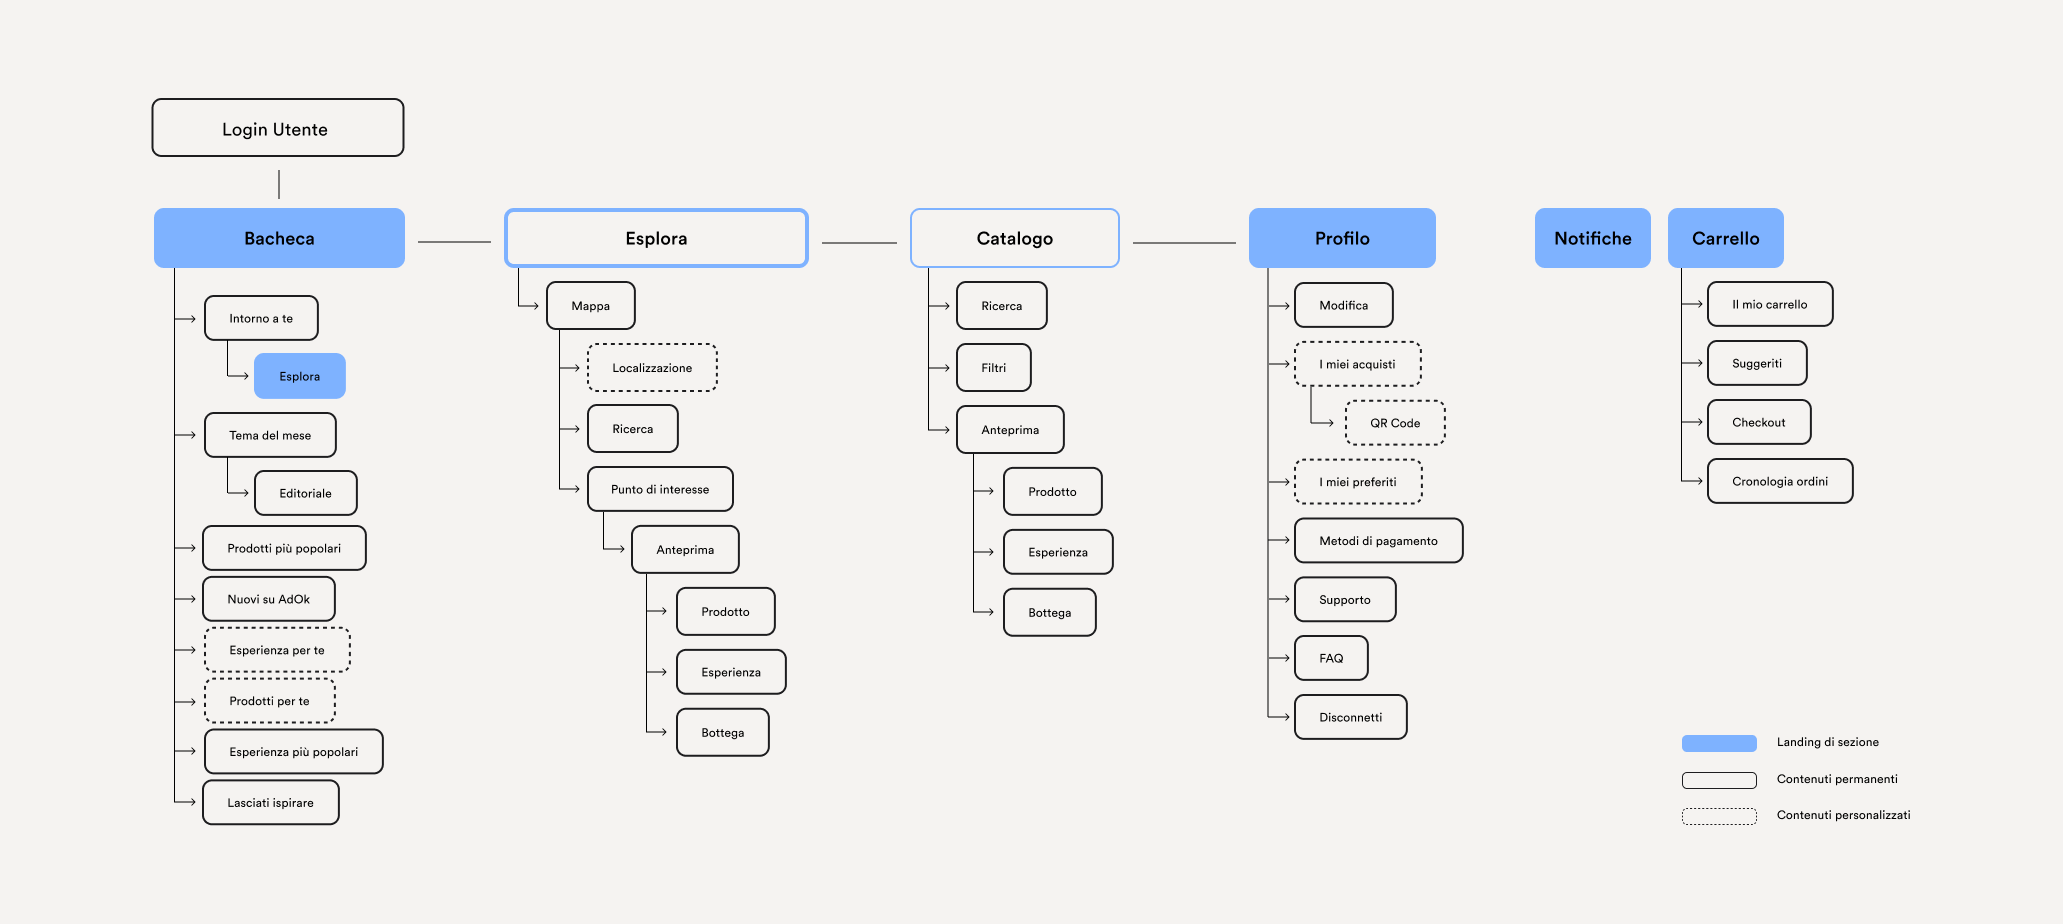 Login Utente
Bacheca
Intorno a te
Esplora
Tema del mese
Editoriale
Prodotti più popolari
Nuovi su AdOk
Esperienza per te
Prodotti per te
Esperienza più popolari
Lasciati ispirare
Esplora
Mappa
Localizzazione
Ricerca
Punto di interesse
Anteprima
Prodotto
Esperienza
Bottega
Catalogo
Ricerca
Filtri
Anteprima
Prodotto
Esperienza
Bottega
Profilo
Modifica
I miei acquisti
QR Code
I miei preferiti
Metodi di pagamento
Supporto
FAQ
Disconnetti
Notifiche
Carrello
Il mio carrello
Suggeriti
Checkout
Cronologia ordini
Landing di sezione
Contenuti permanenti
Contenuti personalizzati